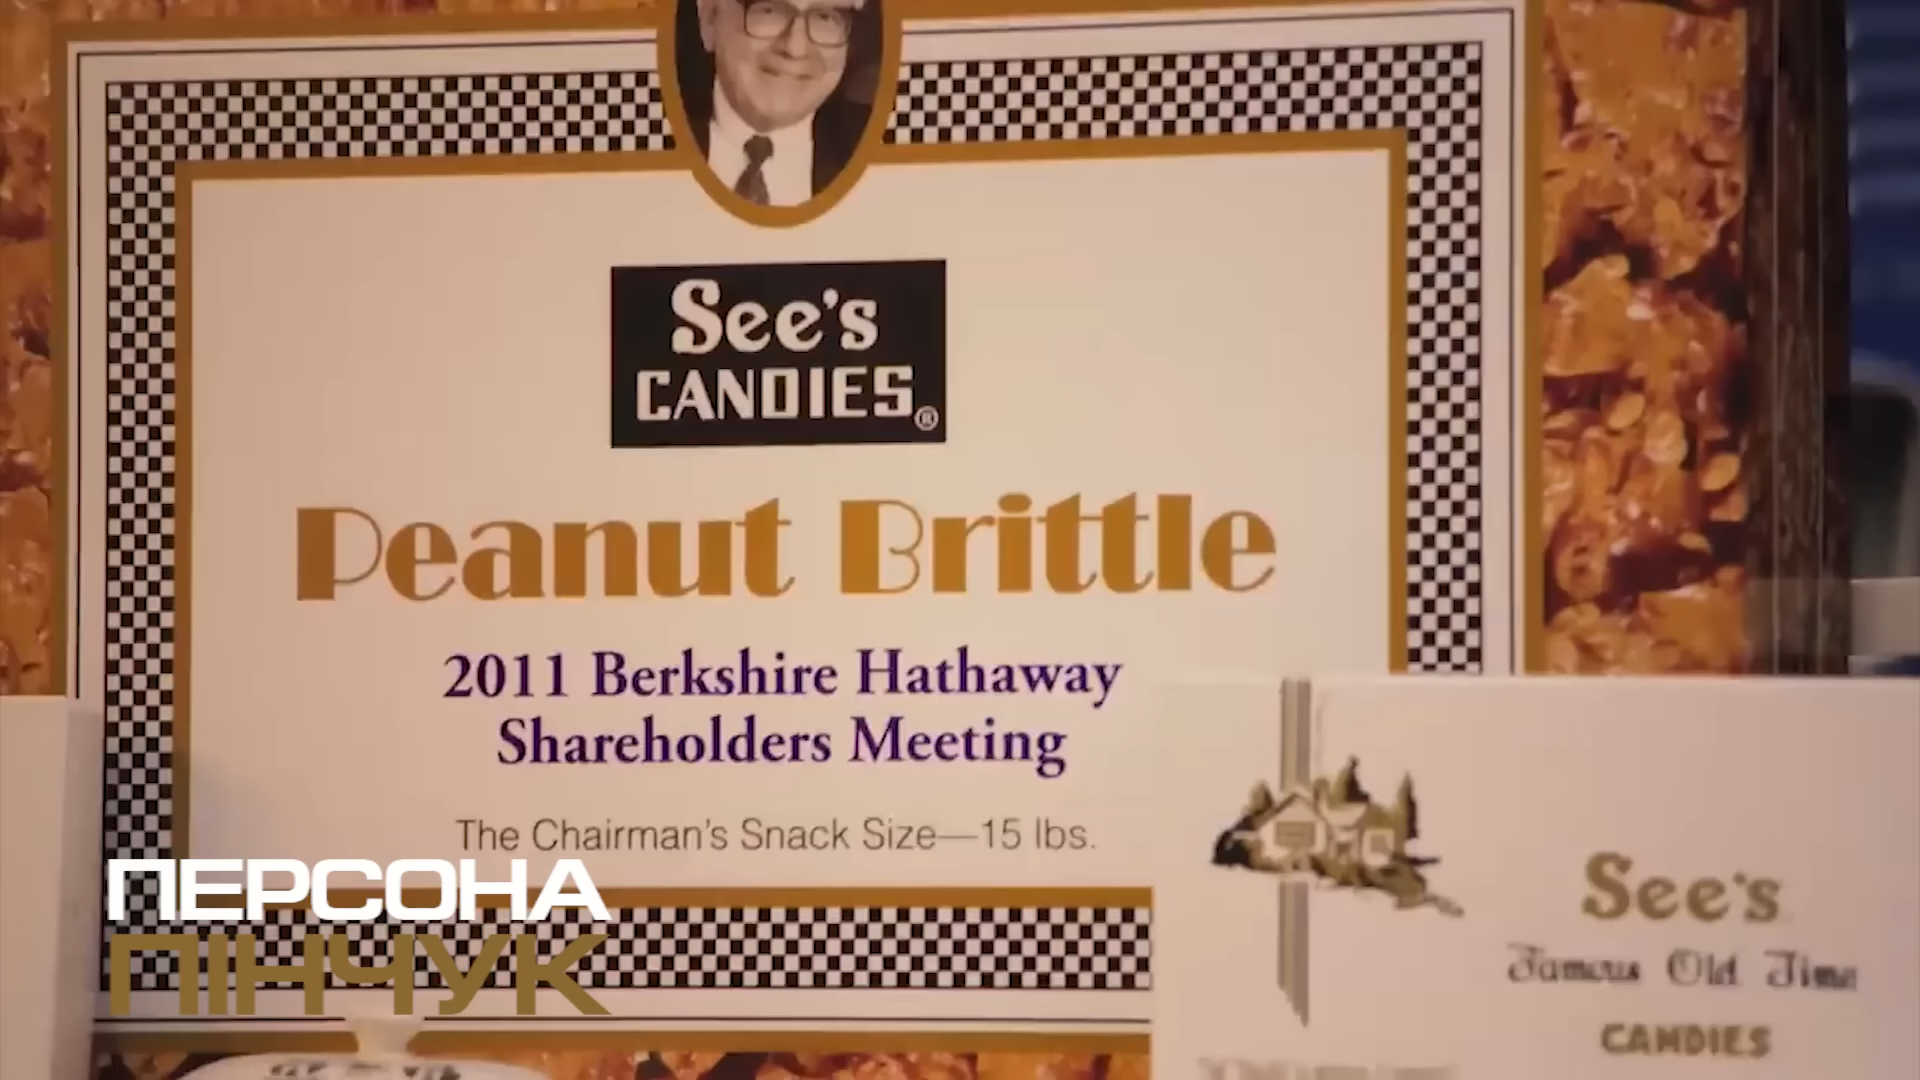 See's
CANDIES®
Peanut Brittle
2011 Berkshire Hathaway
Shareholders Meeting
The Chairman's Snack Size—15 lbs.
See's
Famous Old Time
CANDIES
ПЕРСОНА
ПІНЧУК